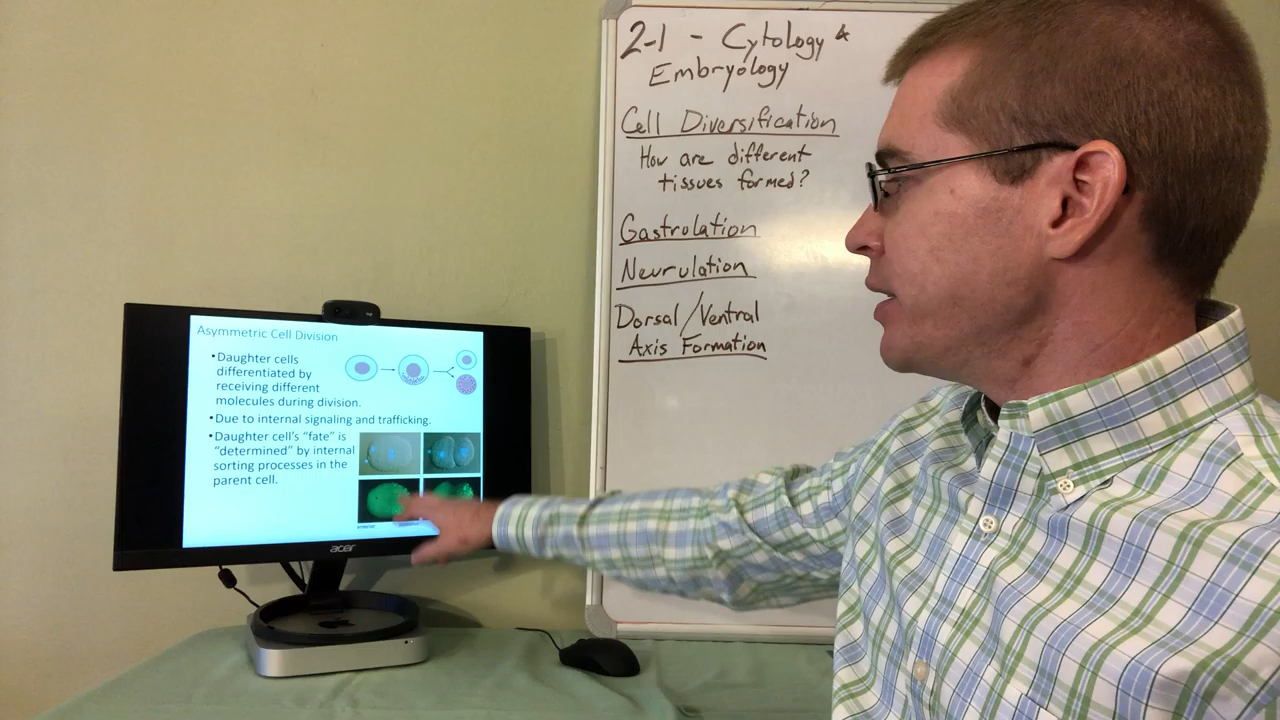 2-1 - Cytology &
Embryology
Cell Diversification
How are different
tissues formed?
Gastrulation
Neurulation
Dorsal/Ventral
Axis Formation
Asymmetric Cell Division
•Daughter cells
differentiated by
receiving different
molecules during division.
•Due to internal signaling and trafficking.
•Daughter cell's "fate" is
"determined" by internal
sorting processes in the
parent cell.
anterior
acer